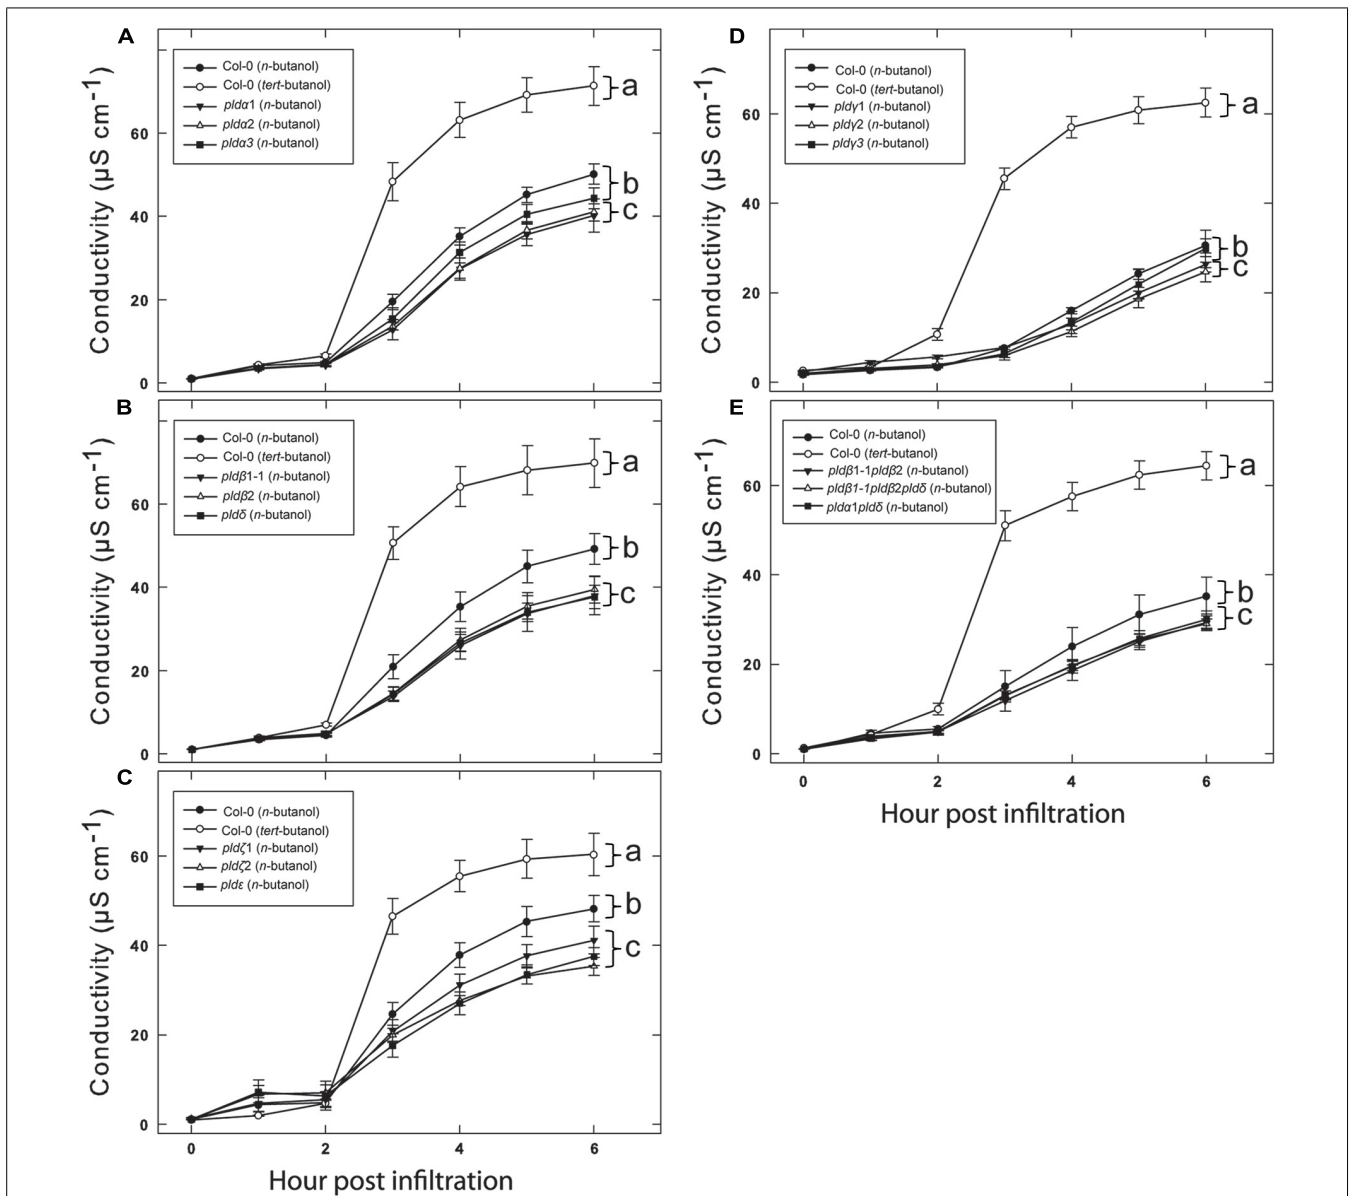 A
Conductivity (µS cm-1)
Col-0 (n-butanol)
Col-0 (tert-butanol)
pldα1 (n-butanol)
pldα2 (n-butanol)
pldα3 (n-butanol)
60
40
20
0
a
b
c
B
Conductivity (µS cm-1)
Col-0 (n-butanol)
Col-0 (tert-butanol)
pldβ1-1 (n-butanol)
pldβ2 (n-butanol)
pldδ (n-butanol)
60
40
20
0
a
b
c
C
Conductivity (µS cm-1)
Col-0 (n-butanol)
Col-0 (tert-butanol)
pldζ1 (n-butanol)
pldζ2 (n-butanol)
pldε (n-butanol)
60
40
20
0
a
b
c
0 2 4 6
Hour post infiltration
D
Conductivity (µS cm-1)
Col-0 (n-butanol)
Col-0 (tert-butanol)
pldγ1 (n-butanol)
pldγ2 (n-butanol)
pldγ3 (n-butanol)
60
40
20
0
a
b
c
E
Conductivity (µS cm-1)
Col-0 (n-butanol)
Col-0 (tert-butanol)
pldβ1-1pldβ2 (n-butanol)
pldβ1-1pldβ2pldδ (n-butanol)
pldα1pldδ (n-butanol)
60
40
20
0
a
b
c
0 2 4 6
Hour post infiltration